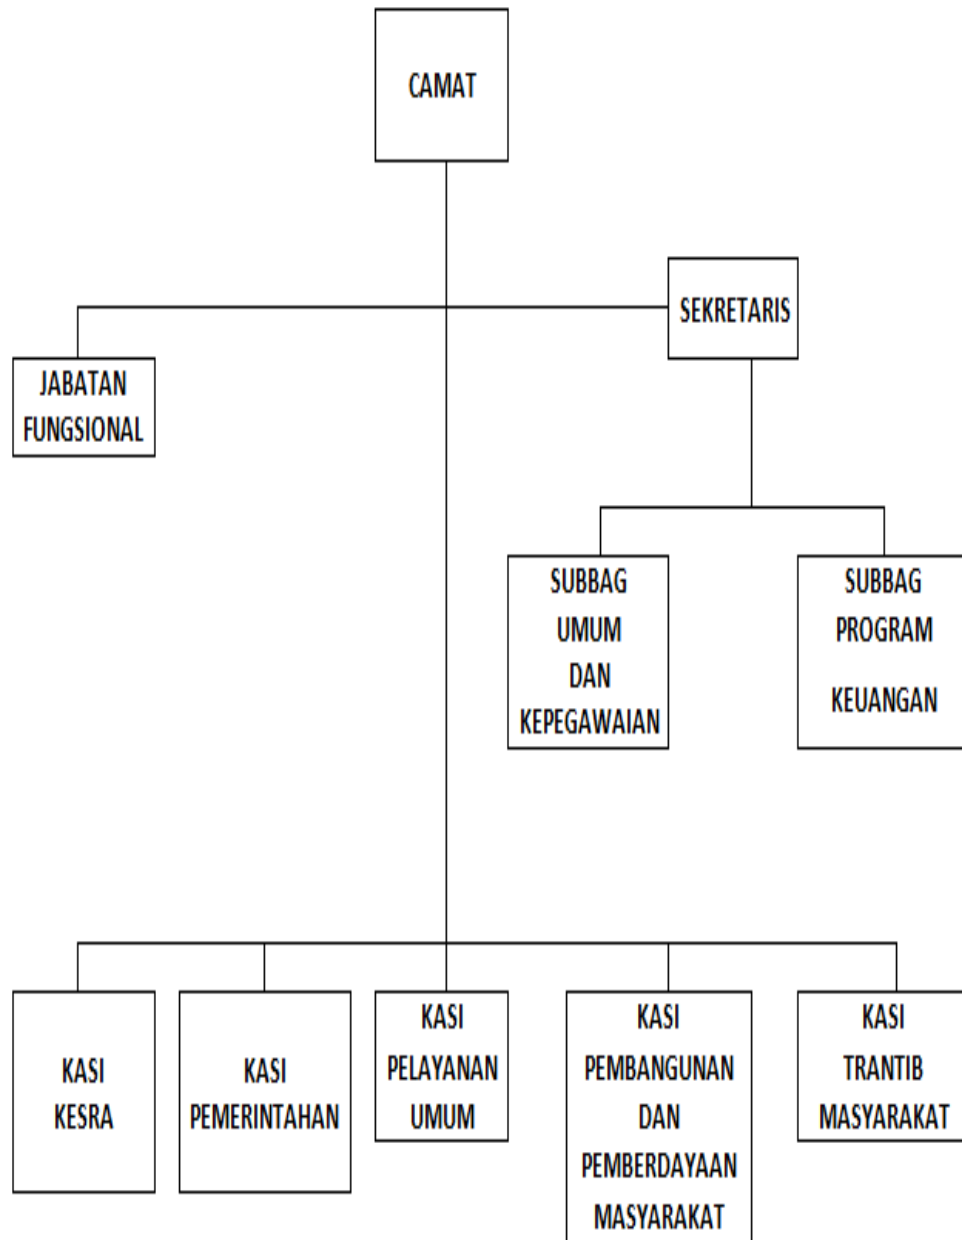 CAMAT
SEKRETARIS
JABATAN
FUNGSIONAL
SUBBAG
UMUM
DAN
KEPEGAWAIAN
SUBBAG
PROGRAM
KEUANGAN
KASI
KESRA
KASI
PEMERINTAHAN
KASI
PELAYANAN
UMUM
KASI
PEMBANGUNAN
DAN
PEMBERDAYAAN
MASYARAKAT
KASI
TRANTIB
MASYARAKAT